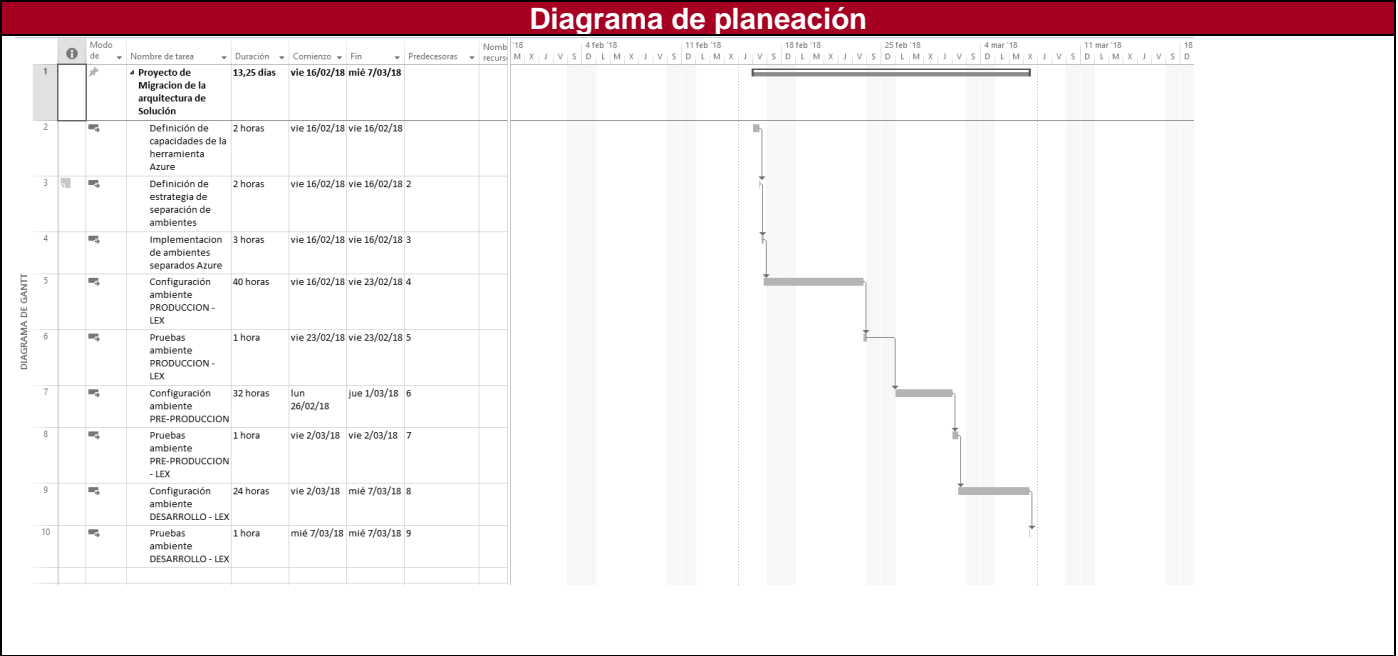 Diagrama de planeación
Modo de
Nombre de tarea
Duración
Comienzo
Fin
Predecesoras
Nomb
recurs
'18
4 feb '18
11 feb '18
18 feb '18
25 feb '18
4 mar '18
11 mar '18
18
M X J V S D L M X J V S D L M X J V S D L M X J V S D L M X J V S D L M X J V S D L M X J V S D
DIAGRAMA DE GANTT
1
Proyecto de
Migracion de la
arquitectura de
Solución
13,25 días
vie 16/02/18
mié 7/03/18
2
Definición de
capacidades de la
herramienta
Azure
2 horas
vie 16/02/18
vie 16/02/18
3
Definición de
estrategia de
separación de
ambientes
2 horas
vie 16/02/18
vie 16/02/18
2
4
Implementacion
de ambientes
separados Azure
3 horas
vie 16/02/18
vie 16/02/18
3
5
Configuración
ambiente
PRODUCCION -
LEX
40 horas
vie 16/02/18
vie 23/02/18
4
6
Pruebas
ambiente
PRODUCCION -
LEX
1 hora
vie 23/02/18
vie 23/02/18
5
7
Configuración
ambiente
PRE-PRODUCCION
32 horas
lun
26/02/18
jue 1/03/18
6
8
Pruebas
ambiente
PRE-PRODUCCION
- LEX
1 hora
vie 2/03/18
vie 2/03/18
7
9
Configuración
ambiente
DESARROLLO - LEX
24 horas
vie 2/03/18
mié 7/03/18
8
10
Pruebas
ambiente
DESARROLLO - LEX
1 hora
mié 7/03/18
mié 7/03/18
9